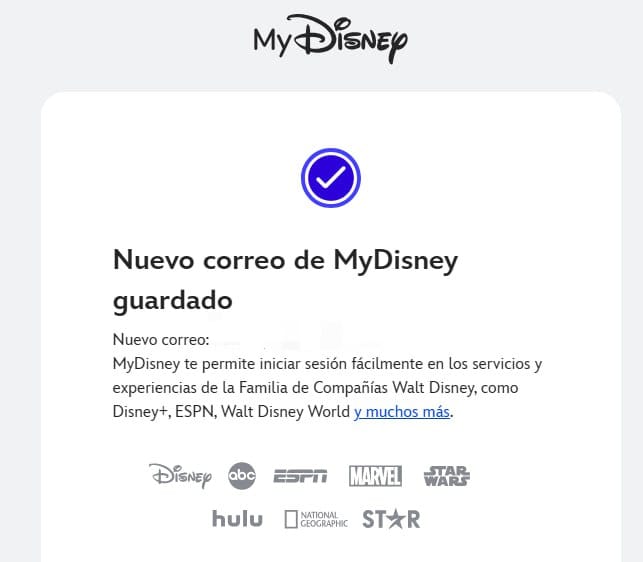 MyDisney
Nuevo correo de MyDisney
guardado
Nuevo correo:
MyDisney te permite iniciar sesión fácilmente en los servicios y
experiencias de la Familia de Compañías Walt Disney, como
Disney+, ESPN, Walt Disney World y muchos más.
Disney abc ESPN MARVEL STAR WARS
hulu NATIONAL GEOGRAPHIC STAR